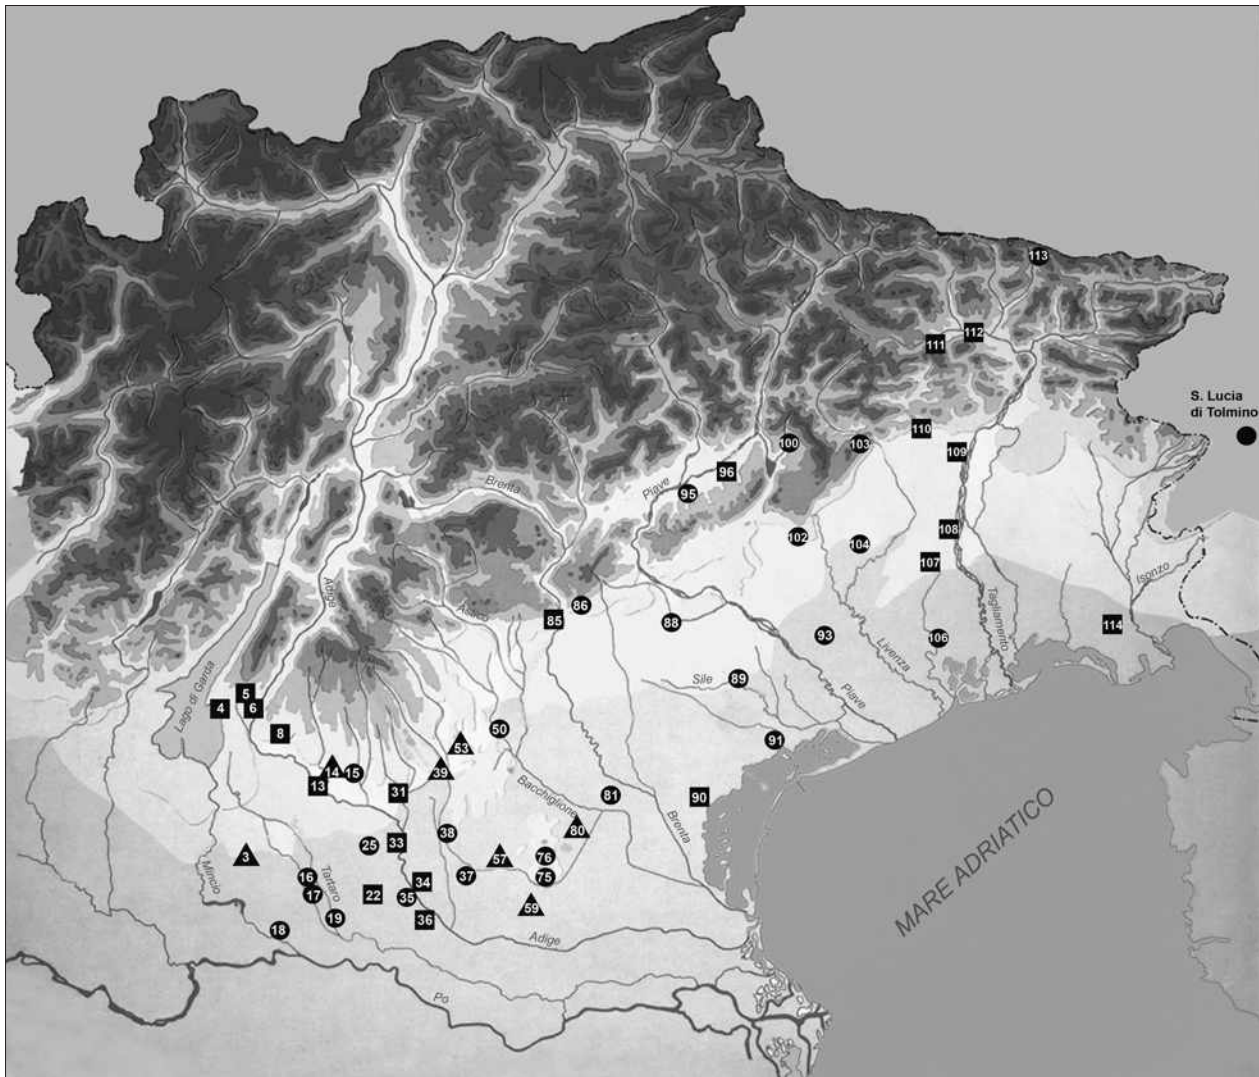 113
112
111
S. Lucia
di Tolmino
110
100
103
109
96
Brenta
Piave
95
108
102
104
107
Isonzo
Adige
Astico
Tagliamento
86
85
88
114
93
106
Livenza
Lago di Garda
Sile
89
5
4
6
Piave
50
8
91
53
14
15
39
13
31
Bacchiglione
81
90
80
38
Brenta
MARE ADRIATICO
25
33
3
57
76
Mincio
16
Tartaro
37
75
34
17
22
35
59
19
36
18
Adige
Po